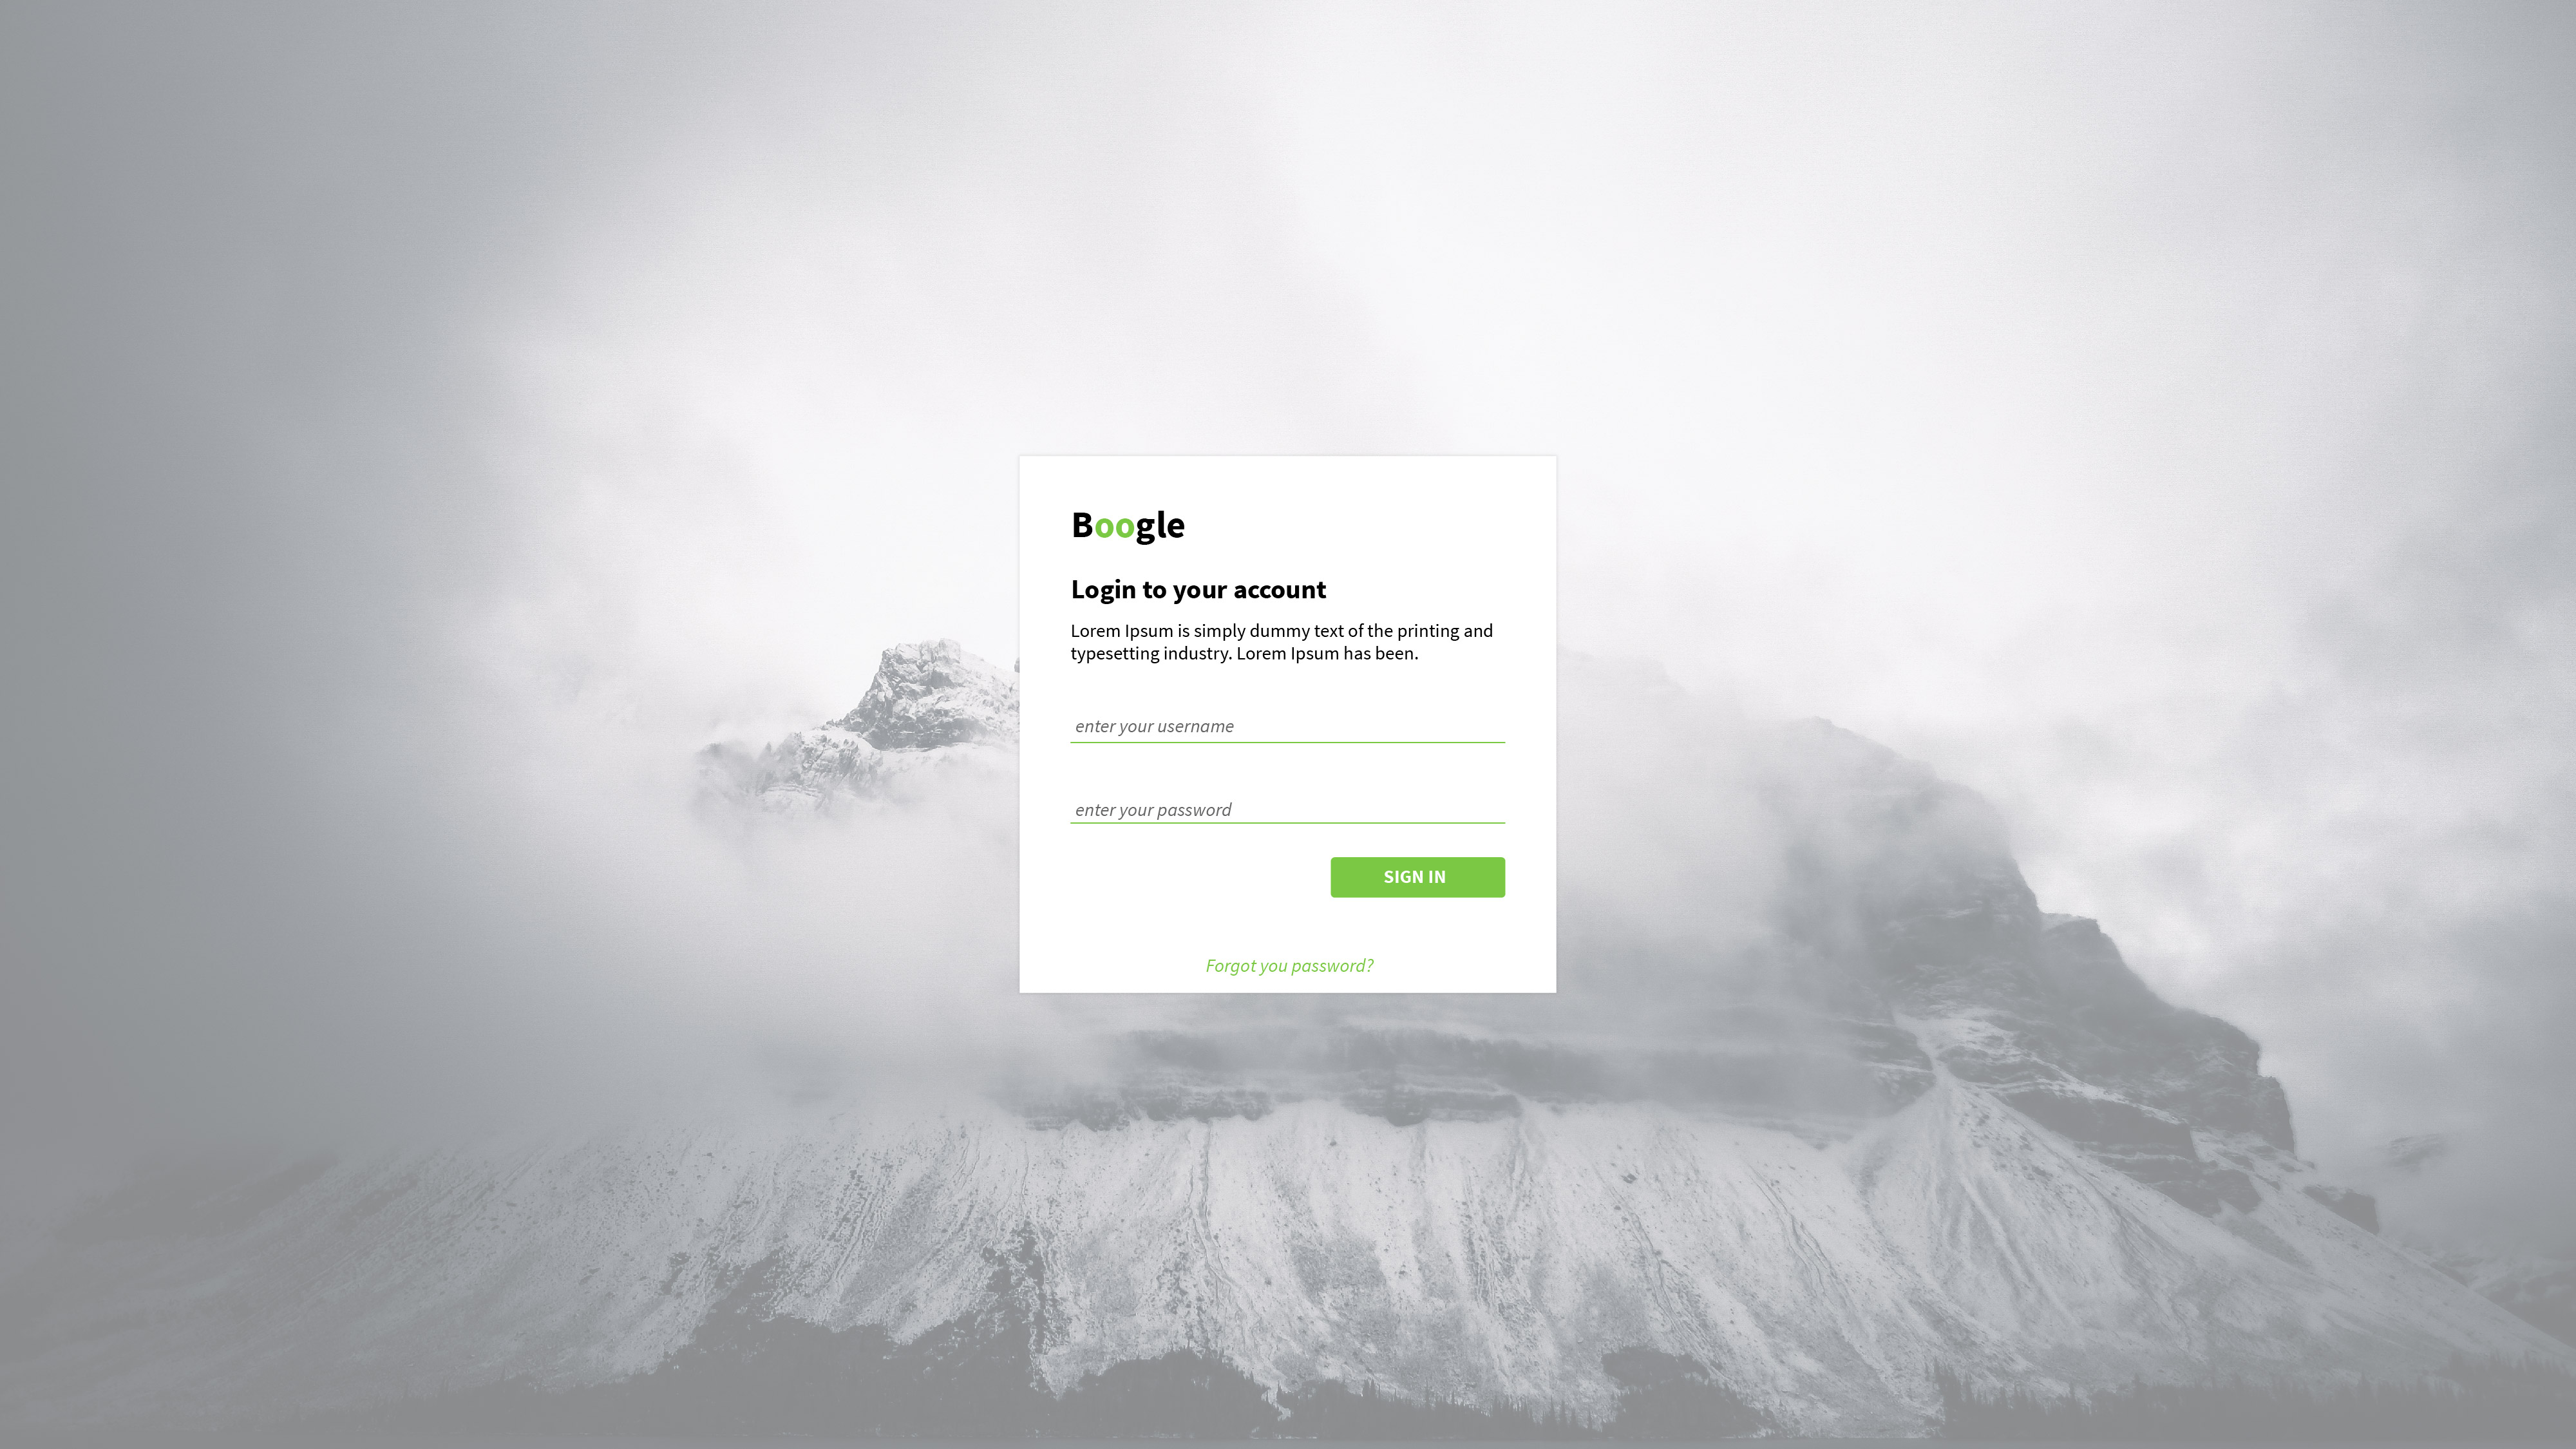 Boogle
Login to your account
Lorem Ipsum is simply dummy text of the printing and
typesetting industry. Lorem Ipsum has been.
enter your username
enter your password
SIGN IN
Forgot you password?